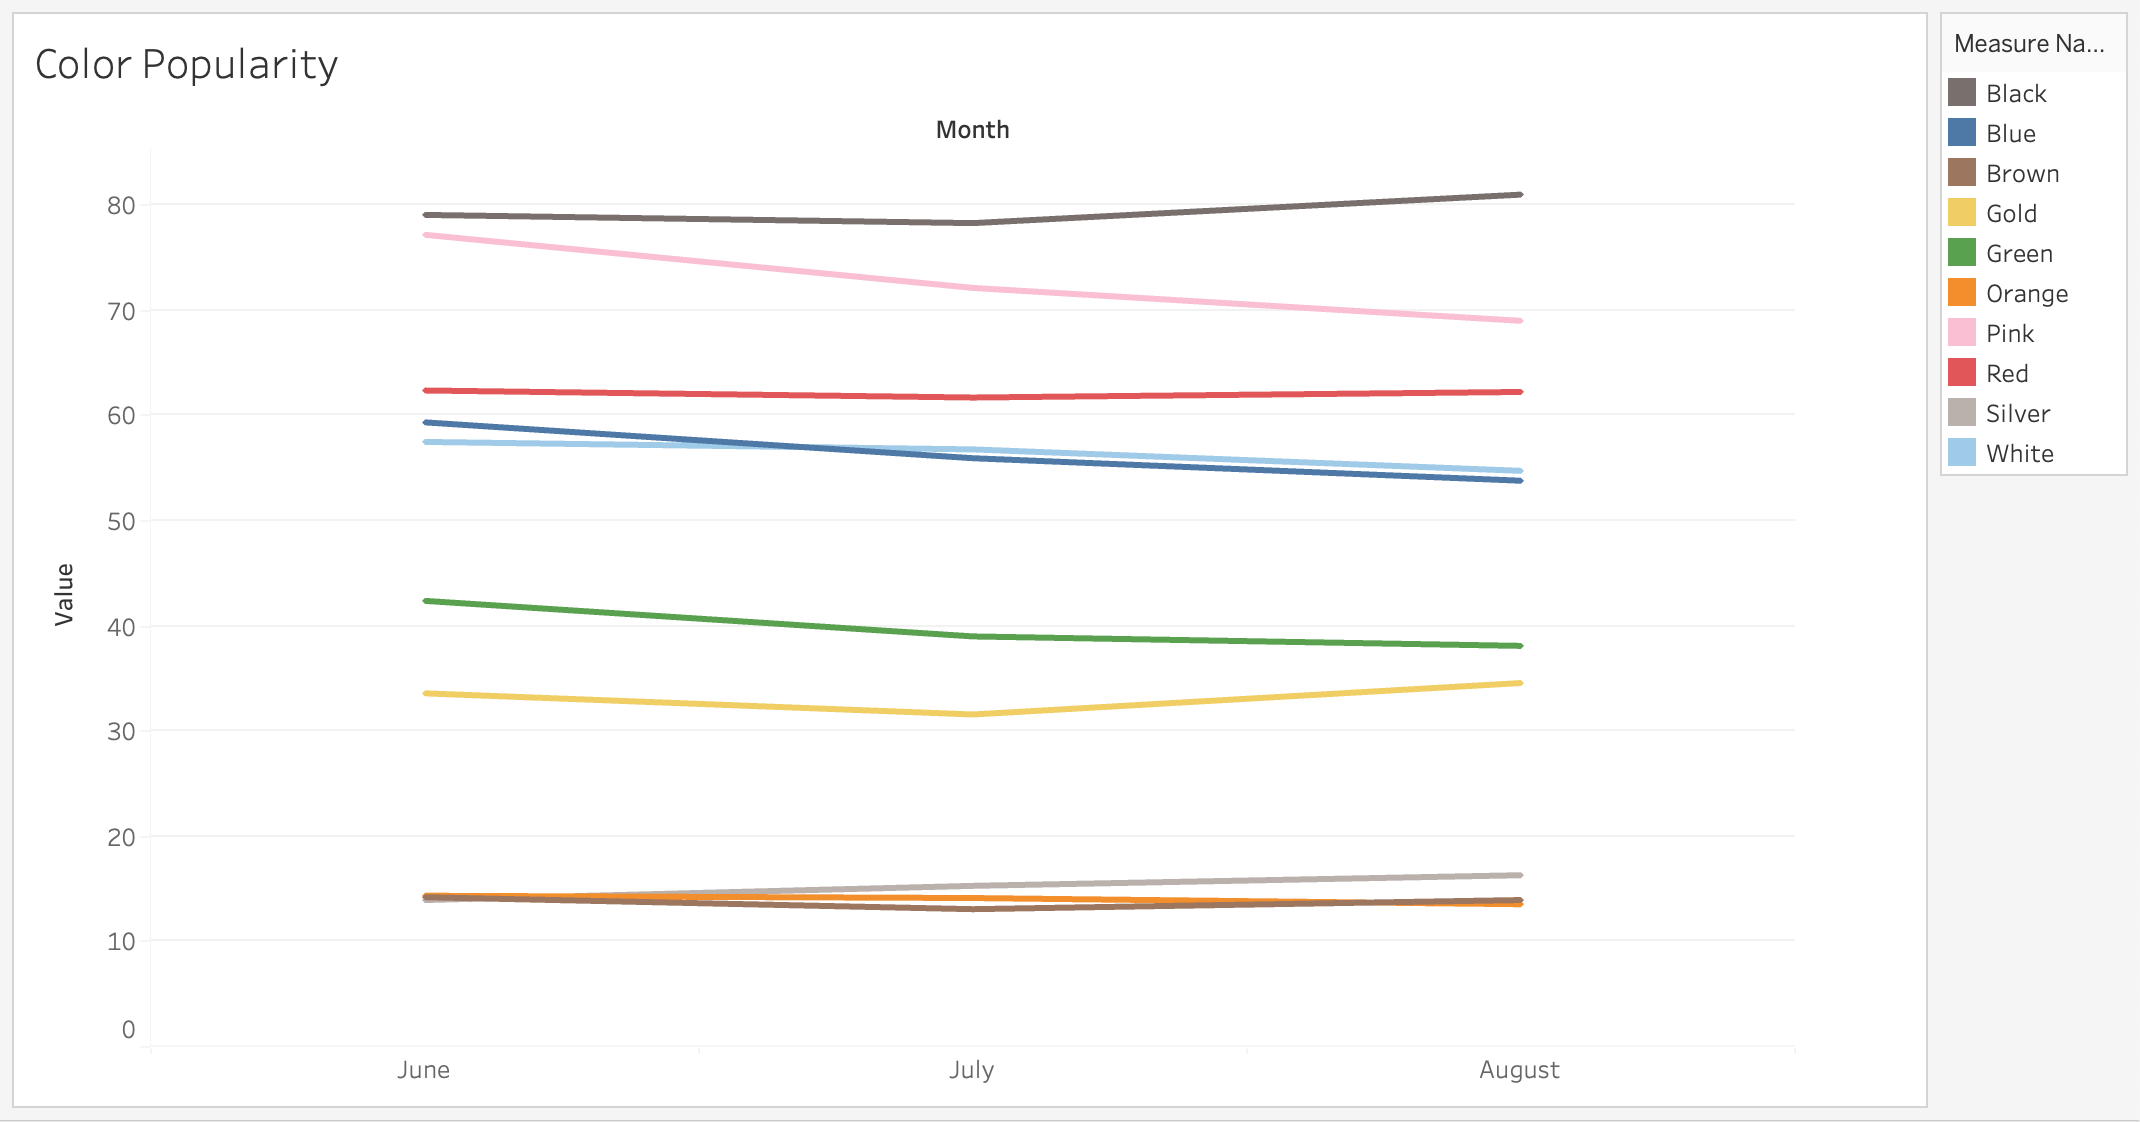 Color Popularity
Month
80
70
60
50
40
30
20
10
0
Value
June July August
Measure Na...
Black
Blue
Brown
Gold
Green
Orange
Pink
Red
Silver
White